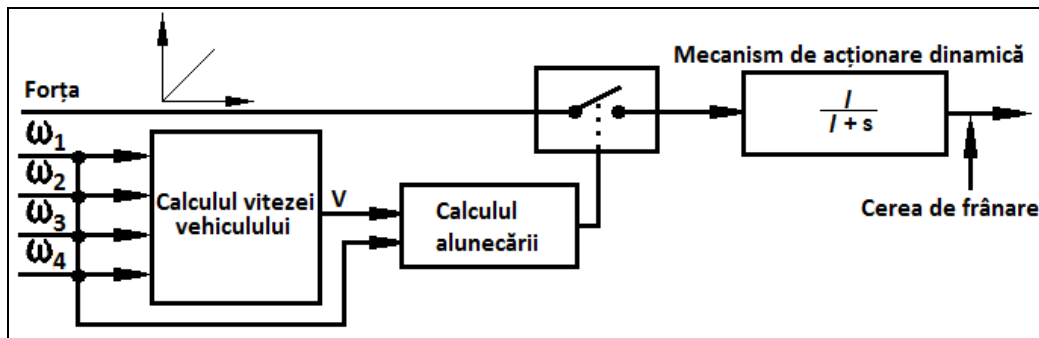 Mecanism de acționare dinamică
Forța
l
l + s
ω1
ω2
ω3
ω4
Calculul vitezei
vehiculului
V
Calculul
alunecării
Cerea de frânare